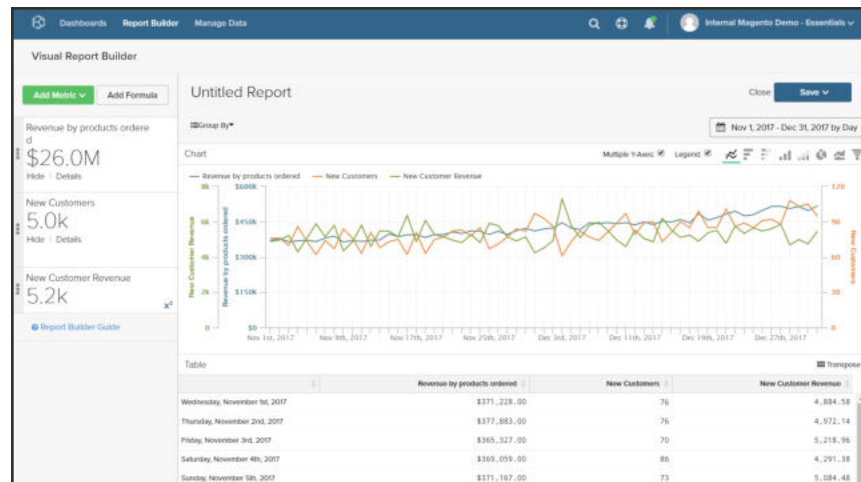 Dashboards Report Builder Manage Data Internal Magento Demo - Essentials
Visual Report Builder
Add Metric Add Formula
Untitled Report Close Save
Group By Nov 1, 2017 - Dec 31, 2017 by Day
Revenue by products ordere
d
$26.0M
Hide | Details
New Customers
5.0k
Hide | Details
New Customer Revenue
5.2k
x²
Report Builder Guide
Chart Multiple Y-Axes: Legend:
Revenue by products ordered New Customers New Customer Revenue
8k $600k 120
6k $450k 90
4k $300k 60
2k $150k 30
0 $0 0
New Customer Revenue
Revenue by products ordered
New Customers
Nov 1st, 2017 Nov 9th, 2017 Nov 17th, 2017 Nov 25th, 2017 Dec 3rd, 2017 Dec 11th, 2017 Dec 19th, 2017 Dec 27th, 2017
Table Transpose
Revenue by products ordered New Customers New Customer Revenue
Wednesday, November 1st, 2017 $371,228.00 76 4,884.58
Thursday, November 2nd, 2017 $377,883.00 76 4,972.14
Friday, November 3rd, 2017 $365,327.00 70 5,218.96
Saturday, November 4th, 2017 $369,059.00 86 4,291.38
Sunday, November 5th, 2017 $371,167.00 73 5,084.48